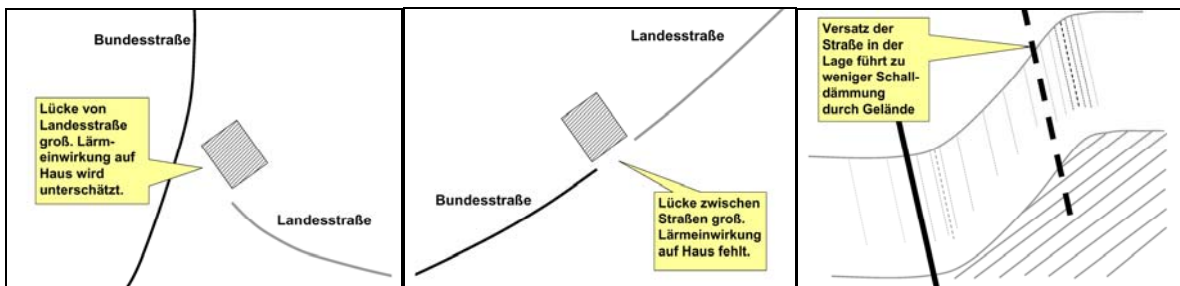 Bundesstraße
Lücke von
Landesstraße
groß. Lärm-
einwirkung auf
Haus wird
unterschätzt.
Landesstraße
Landesstraße
Bundesstraße
Lücke zwischen
Straßen groß.
Lärmeinwirkung
auf Haus fehlt.
Versatz der
Straße in der
Lage führt zu
weniger Schall-
dämmung
durch Gelände